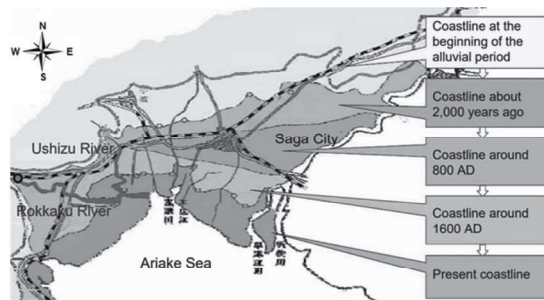 N
W E
S
Coastline at the
beginning of the
alluvial period
Coastline about
2,000 years ago
Ushizu River
Saga City
Coastline around
800 AD
Rokkaku River
Coastline around
1600 AD
Ariake Sea
Present coastline